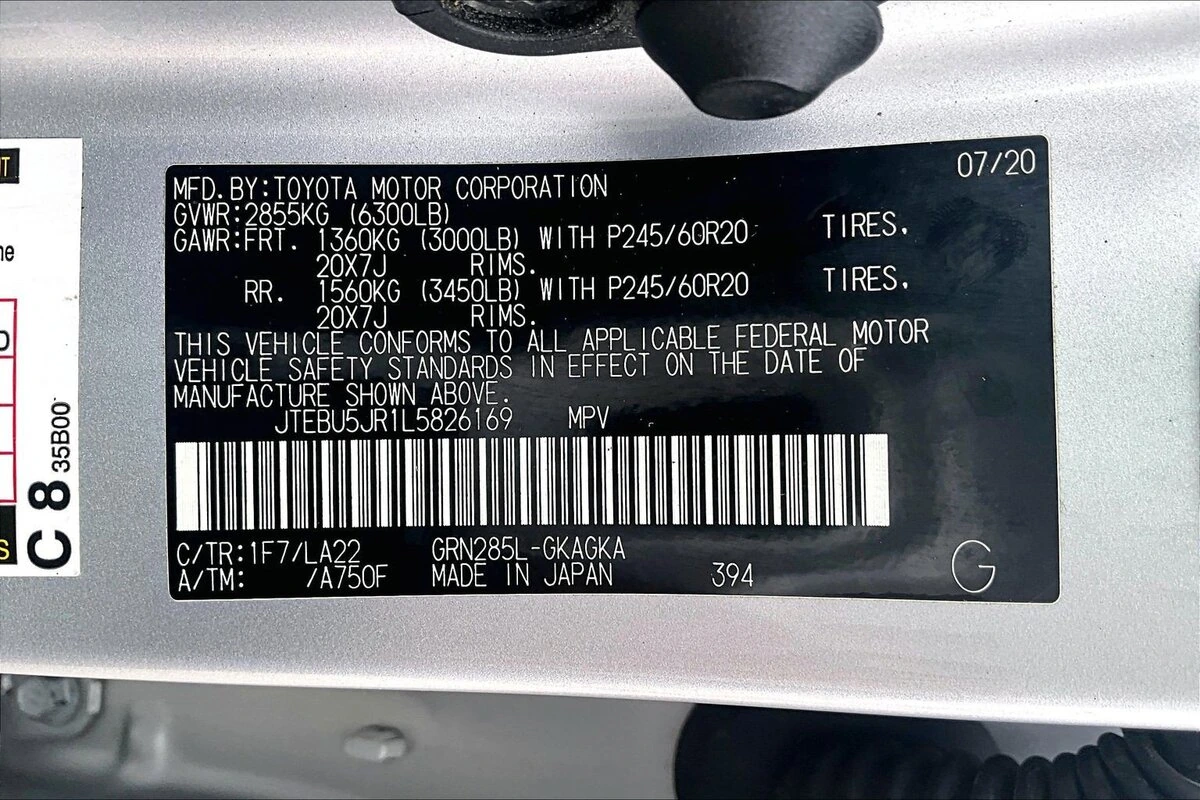 07/20
MFD.BY:TOYOTA MOTOR CORPORATION
GVWR:2855KG (6300LB)
GAWR:FRT. 1360KG (3000LB) WITH P245/60R20 TIRES.
20X7J RIMS.
RR. 1560KG (3450LB) WITH P245/60R20 TIRES.
20X7J RIMS.
THIS VEHICLE CONFORMS TO ALL APPLICABLE FEDERAL MOTOR
VEHICLE SAFETY STANDARDS IN EFFECT ON THE DATE OF
MANUFACTURE SHOWN ABOVE.
JTEBU5JR1L5826169 MPV
C/TR:1F7/LA22 GRN285L-GKAGKA
A/TM: /A750F MADE IN JAPAN 394
G
C 8 35B00